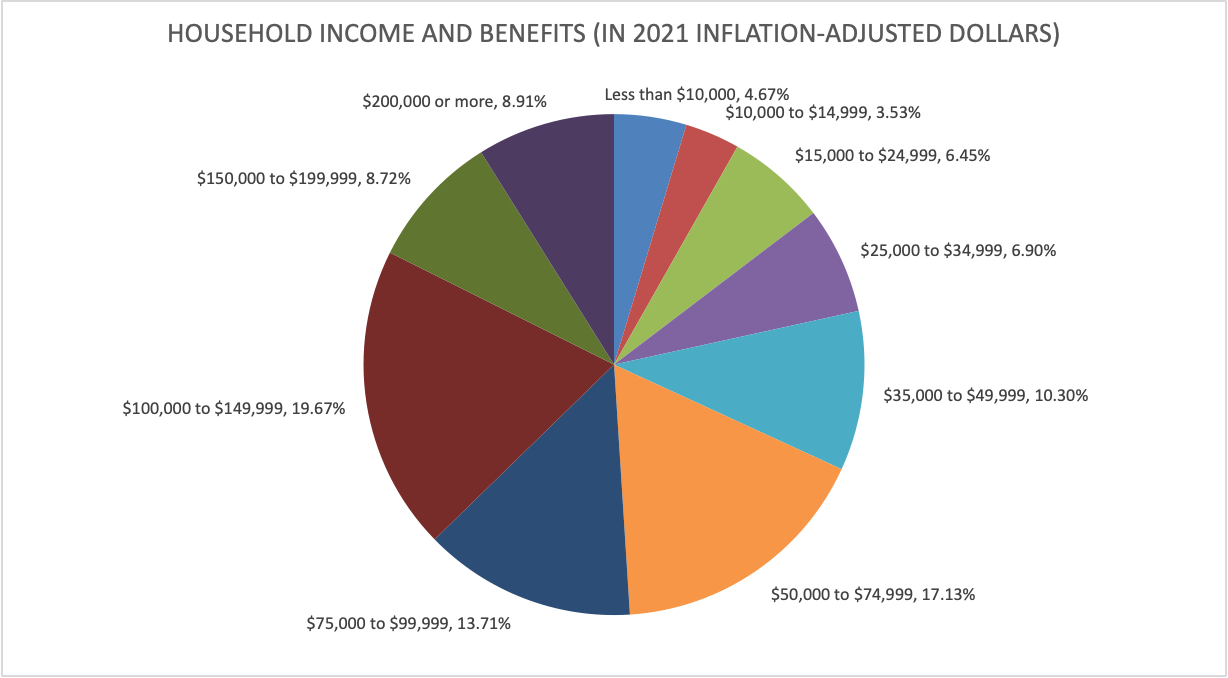 HOUSEHOLD INCOME AND BENEFITS (IN 2021 INFLATION-ADJUSTED DOLLARS)
Less than $10,000, 4.67%
$10,000 to $14,999, 3.53%
$15,000 to $24,999, 6.45%
$25,000 to $34,999, 6.90%
$35,000 to $49,999, 10.30%
$50,000 to $74,999, 17.13%
$75,000 to $99,999, 13.71%
$100,000 to $149,999, 19.67%
$150,000 to $199,999, 8.72%
$200,000 or more, 8.91%